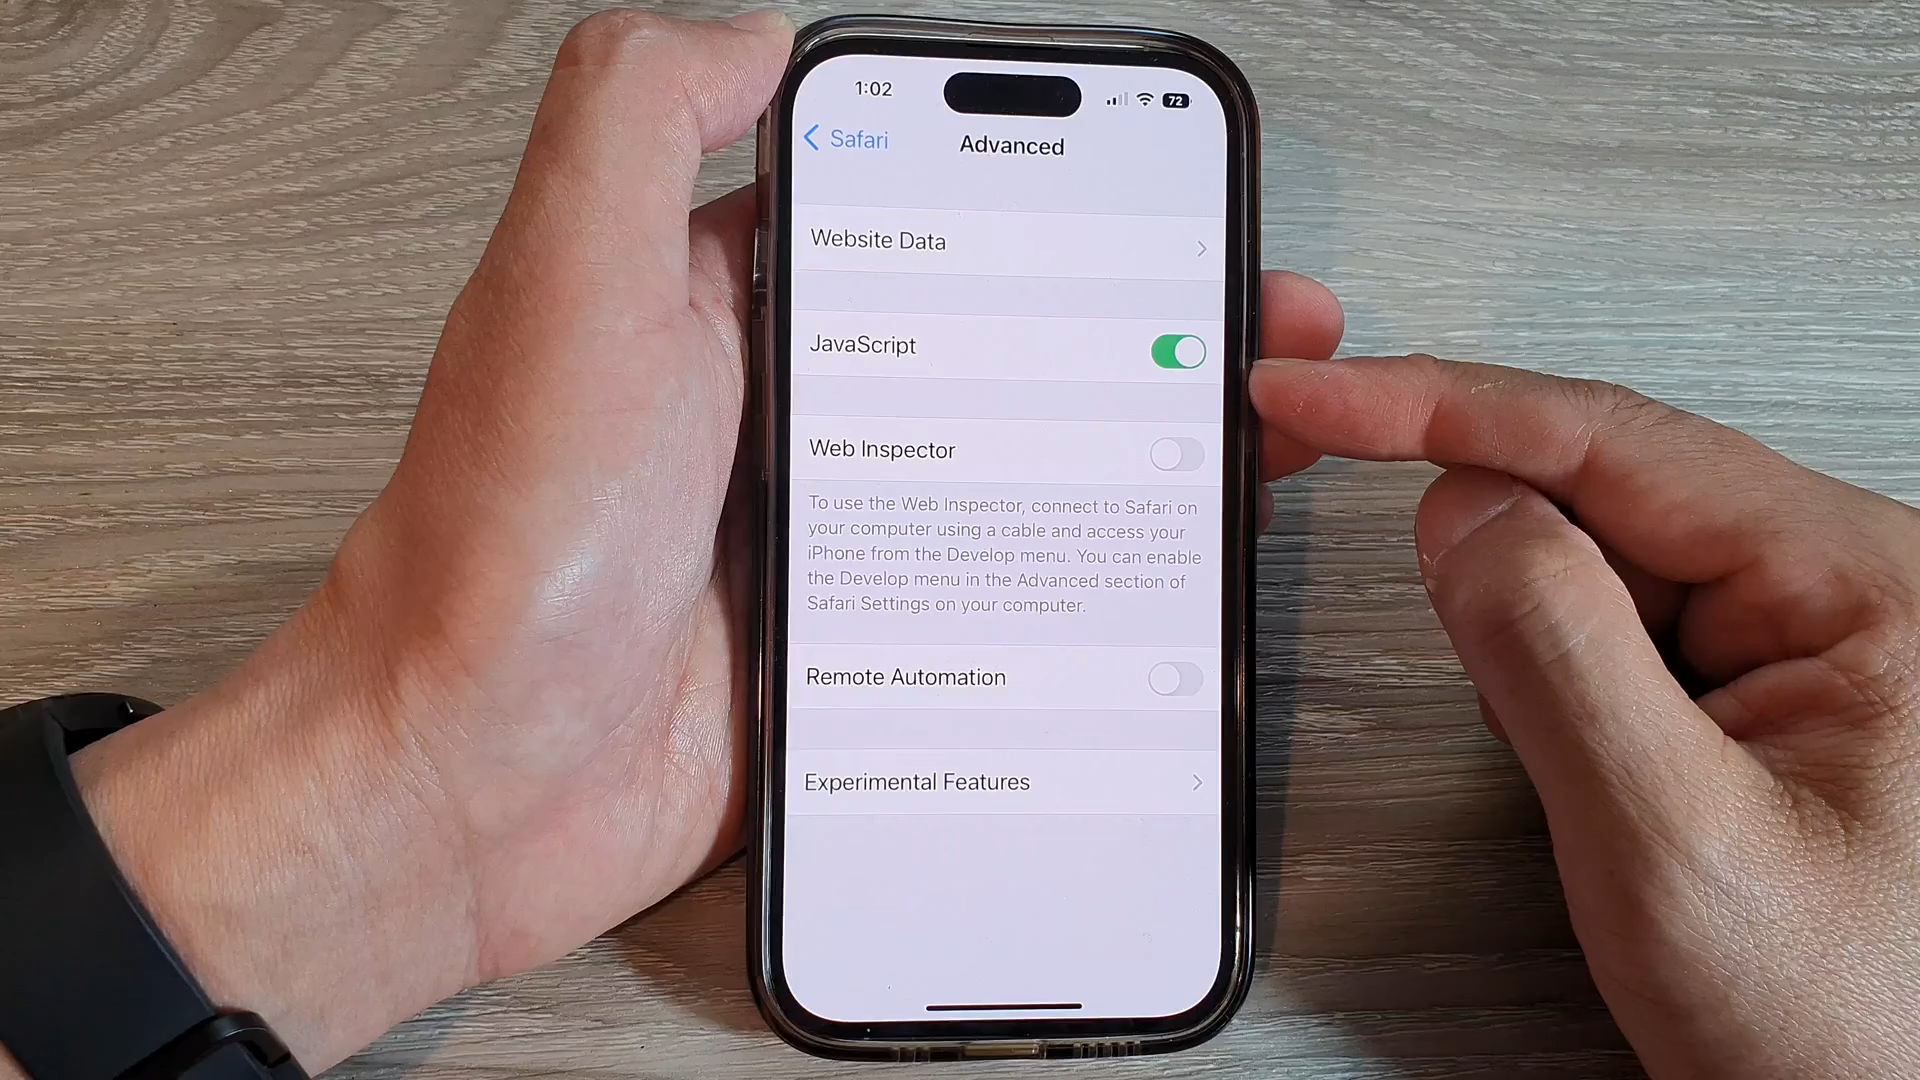 1:02
72
Safari
Advanced
Website Data
JavaScript
Web Inspector
To use the Web Inspector, connect to Safari on
your computer using a cable and access your
iPhone from the Develop menu. You can enable
the Develop menu in the Advanced section of
Safari Settings on your computer.
Remote Automation
Experimental Features